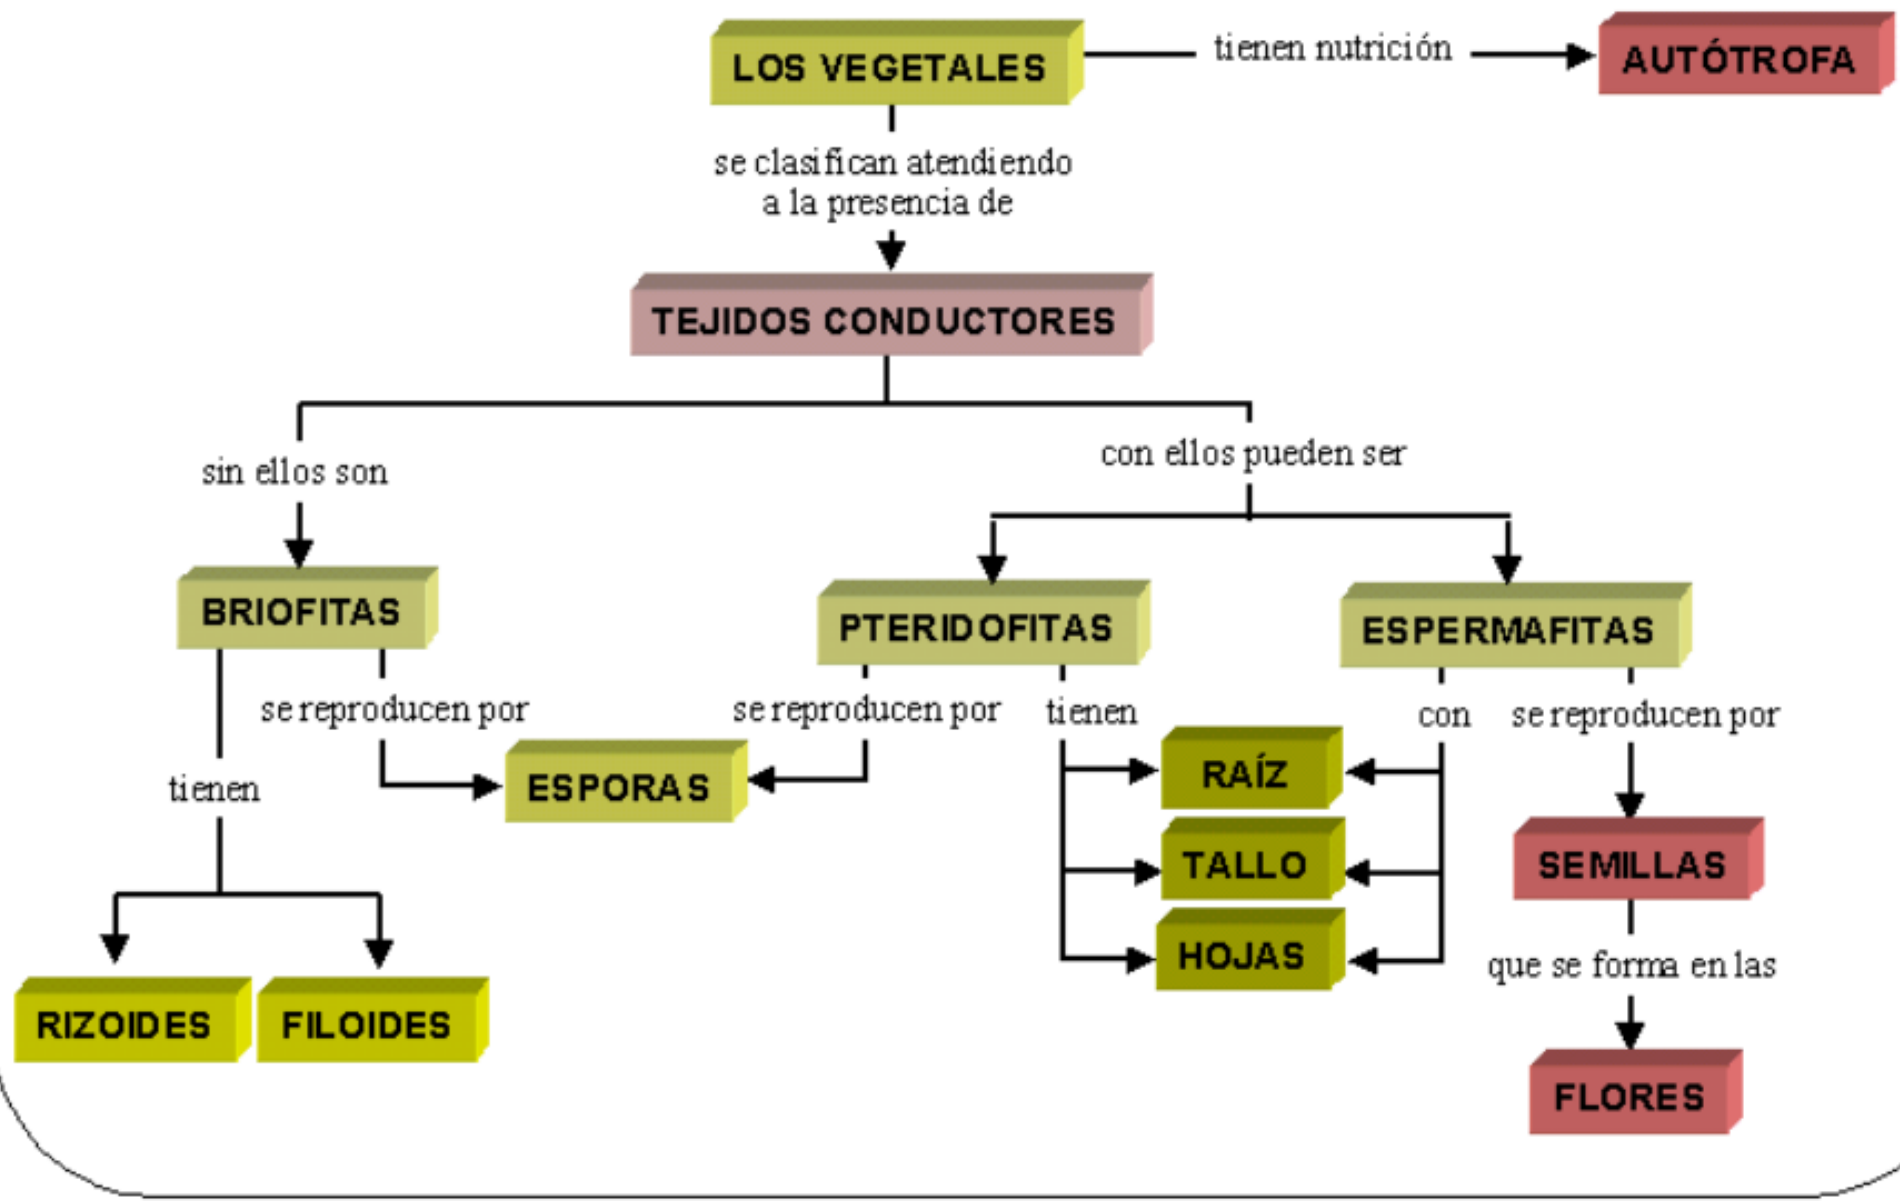 LOS VEGETALES
tienen nutrición
AUTÓTROFA
se clasifican atendiendo
a la presencia de
TEJIDOS CONDUCTORES
sin ellos son
con ellos pueden ser
BRIOFITAS
PTERIDOFITAS
ESPERMAFITAS
se reproducen por
se reproducen por
tienen
con
se reproducen por
tienen
ESPORAS
RAÍZ
TALLO
HOJAS
SEMILLAS
que se forma en las
RIZOIDES
FILOIDES
FLORES